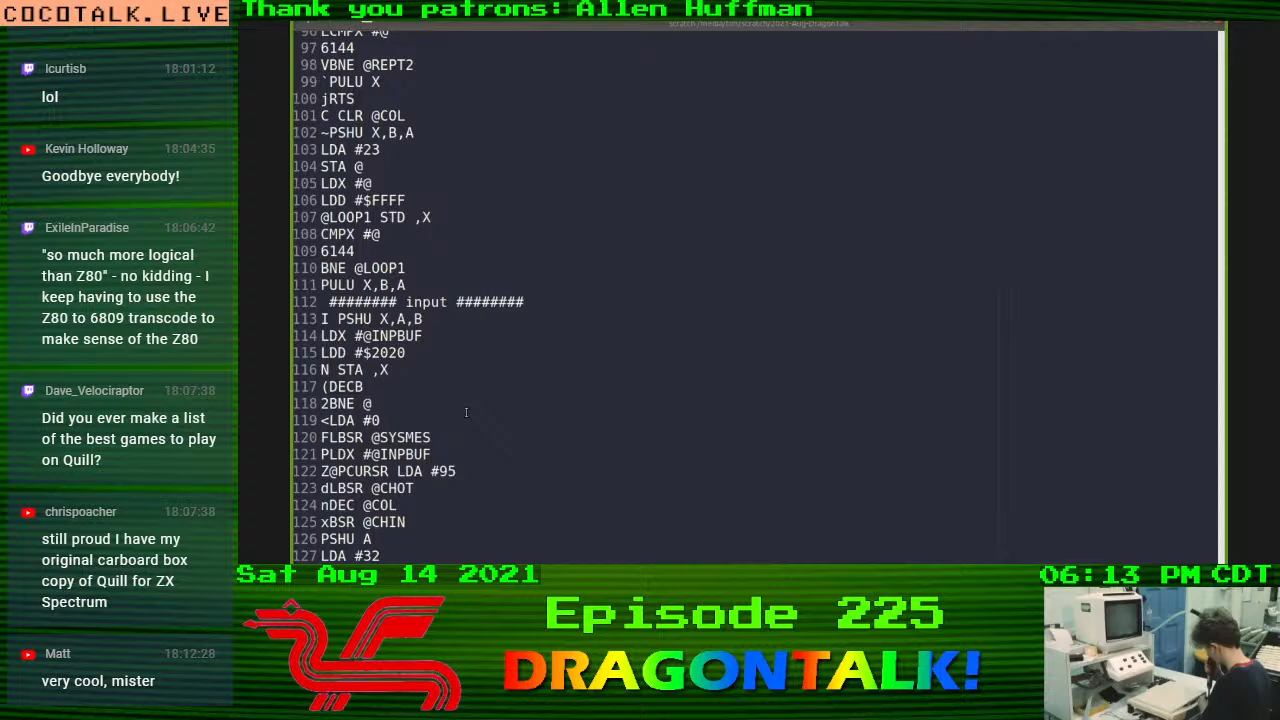 COCOTALK.LIVE
Thank you patrons: Allen Huffman
scratch /media/tom/scratch/2021-Aug-DragonTalk
lcurtisb 18:01:12
lol
Kevin Holloway 18:04:35
Goodbye everybody!
ExileInParadise 18:06:42
"so much more logical
than Z80" - no kidding - I
keep having to use the
Z80 to 6809 transcode to
make sense of the Z80
Dave_Velociraptor 18:07:38
Did you ever make a list
of the best games to play
on Quill?
chrispoacher 18:07:38
still proud I have my
original carboard box
copy of Quill for ZX
Spectrum
Matt 18:12:28
very cool, mister
96 LCMPX #@
97 6144
98 VBNE @REPT2
99 `PULU X
100 jRTS
101 C CLR @COL
102 ~PSHU X,B,A
103 LDA #23
104 STA @
105 LDX #@
106 LDD #$FFFF
107 @LOOP1 STD ,X
108 CMPX #@
109 6144
110 BNE @LOOP1
111 PULU X,B,A
112 ######## input ########
113 I PSHU X,A,B
114 LDX #@INPBUF
115 LDD #$2020
116 N STA ,X
117 (DECB
118 2BNE @
119 <LDA #0
120 FLBSR @SYSMES
121 PLDX #@INPBUF
122 Z@PCURSR LDA #95
123 dLBSR @CHOT
124 nDEC @COL
125 xBSR @CHIN
126 PSHU A
127 LDA #32
Sat Aug 14 2021
06:13 PM CDT
Episode 225
DRAGONTALK!